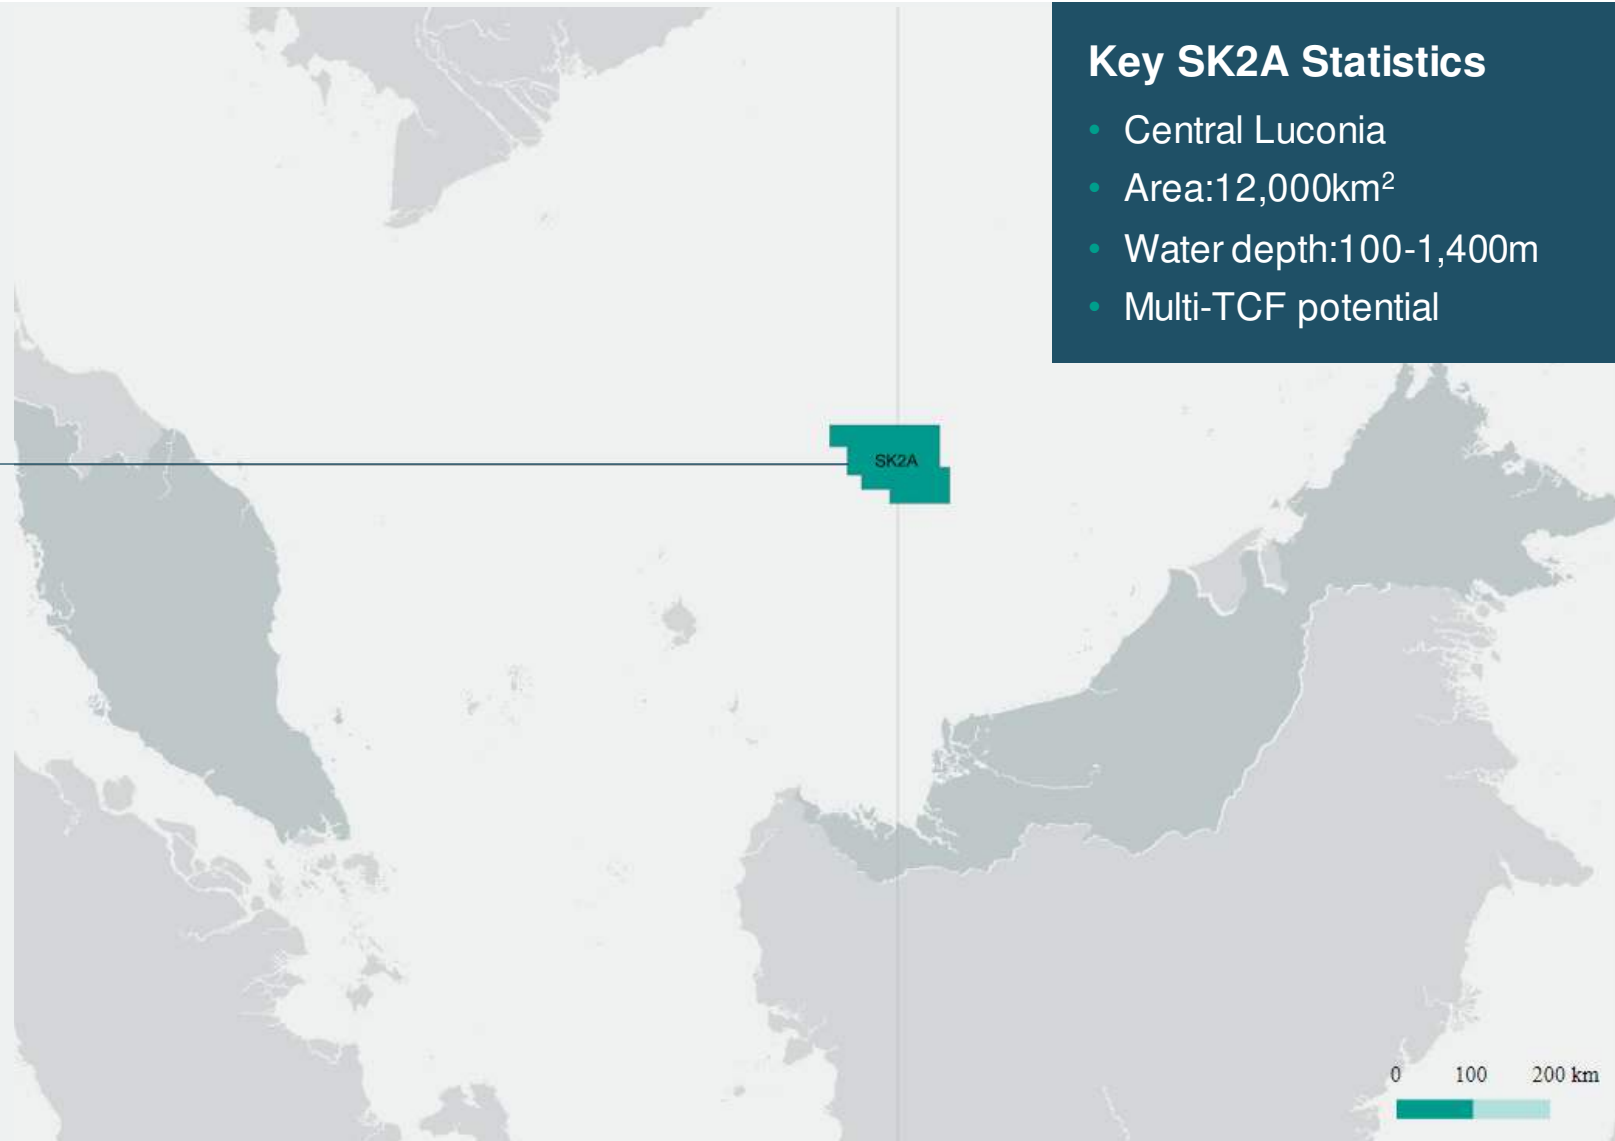 Key SK2A Statistics
• Central Luconia
• Area:12,000km²
• Water depth:100-1,400m
• Multi-TCF potential
SK2A
0 100 200 km